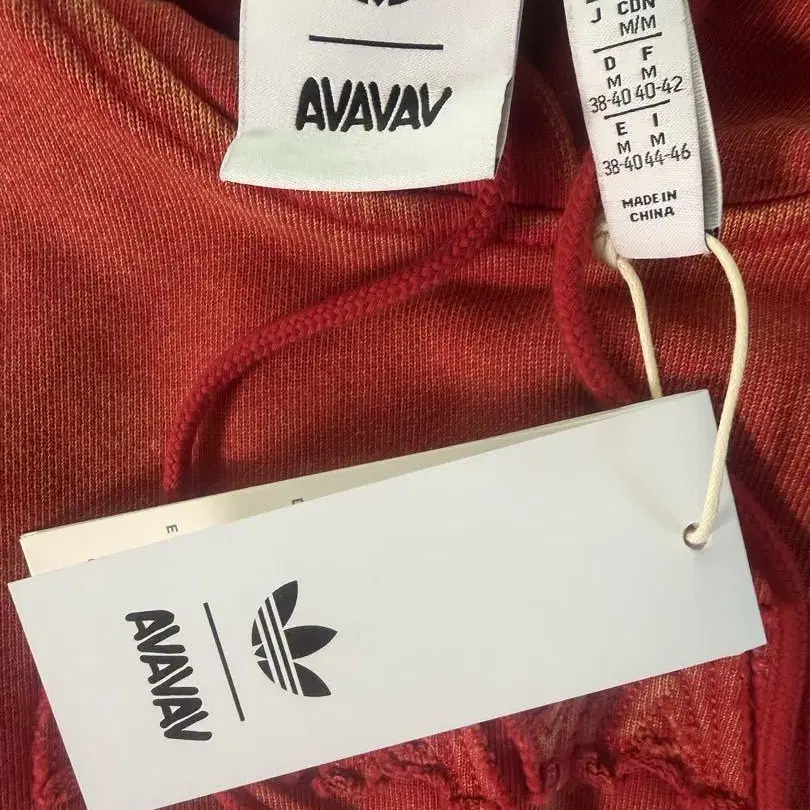 AVAVAV
J CDN
M/M
D F
M M
38-40 40-42
E I
M M
38-40 44-46
MADE IN
CHINA
E
E
AVAVAV